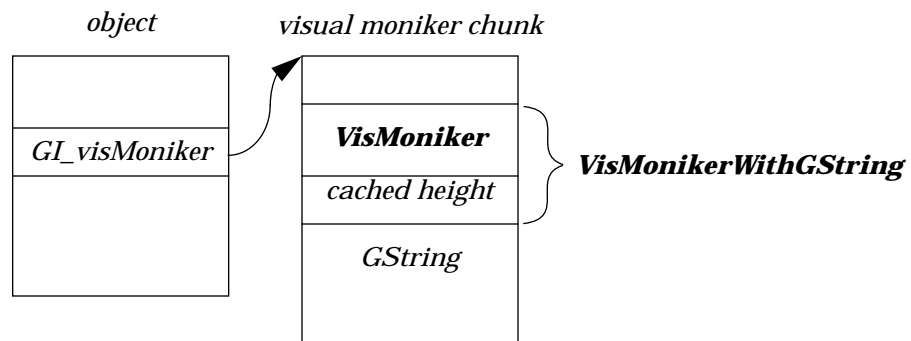 object
visual moniker chunk
GI_visMoniker
VisMoniker
VisMonikerWithGString
cached height
GString